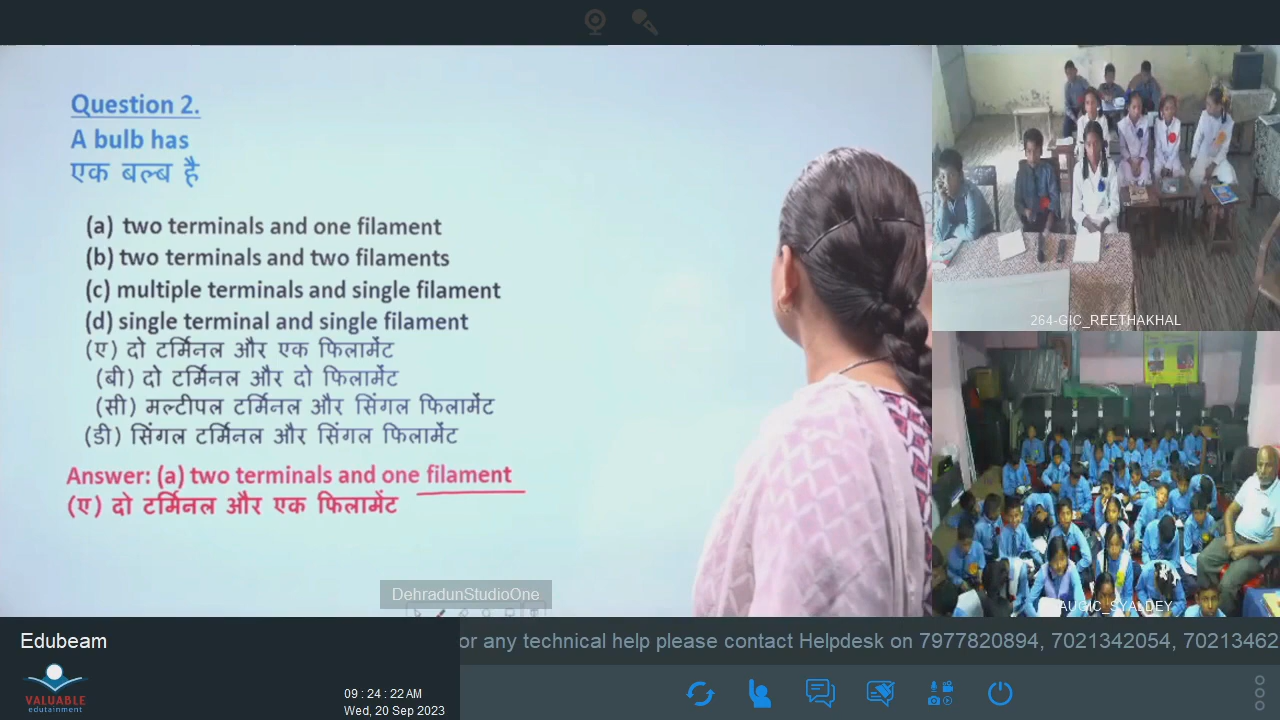 Question 2.
A bulb has
एक बल्ब है
(a) two terminals and one filament
(b) two terminals and two filaments
(c) multiple terminals and single filament
(d) single terminal and single filament
(ए) दो टर्मिनल और एक फिलामेंट
(बी) दो टर्मिनल और दो फिलामेंट
(सी) मल्टीपल टर्मिनल और सिंगल फिलामेंट
(डी) सिंगल टर्मिनल और सिंगल फिलामेंट
Answer: (a) two terminals and one filament
(ए) दो टर्मिनल और एक फिलामेंट
DehradunStudioOne
264-GIC_REETHAKHAL
AUGIC_SYALDEY
Edubeam
or any technical help please contact Helpdesk on 7977820894, 7021342054, 70213462
VALUABLE
edutainment
09 : 24 : 22 AM
Wed, 20 Sep 2023